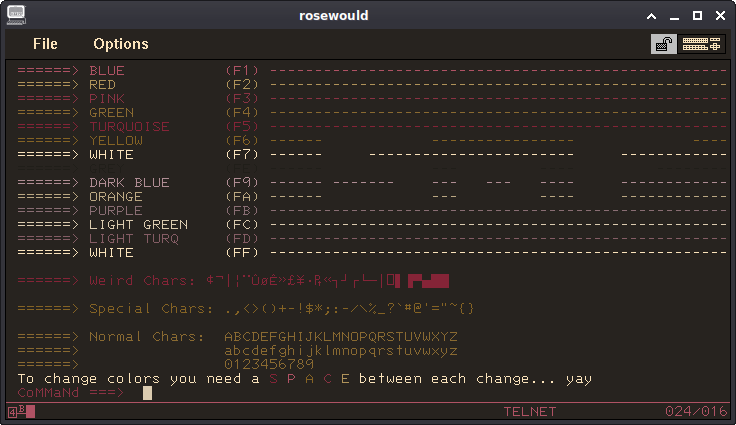 rosewould
File Options
======> BLUE (F1) -----------------------------------------------------
======> RED (F2) -----------------------------------------------------
======> PINK (F3) -----------------------------------------------------
======> GREEN (F4) -----------------------------------------------------
======> TURQUOISE (F5) -----------------------------------------------------
======> YELLOW (F6) ------ ----------------- ----
======> WHITE (F7) ------ ------------------------ ------------
======> DARK BLUE (F9) ------ ------- --- --- --- ---
======> ORANGE (FA) ------ ------------------------ ------------
======> PURPLE (FB) -----------------------------------------------------
======> LIGHT GREEN (FC) -----------------------------------------------------
======> LIGHT TURQ (FD) -----------------------------------------------------
======> WHITE (FF) -----------------------------------------------------
======> Weird Chars:
======> Special Chars: .,<>()+-!$*;:-/\%_?`#@'="~{}
======> Normal Chars: ABCDEFGHIJKLMNOPQRSTUVWXYZ
======> abcdefghijklmnopqrstuvwxyz
======> 0123456789
To change colors you need a S P A C E between each change... yay
CoMMaNd ===>
4 B TELNET 024/016